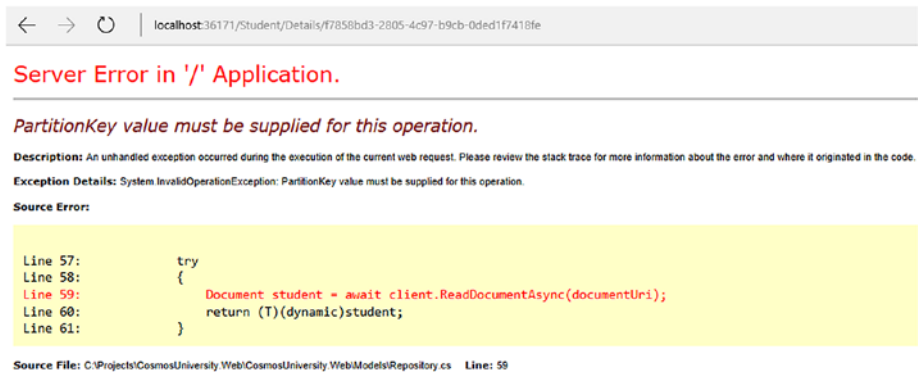 localhost:36171/Student/Details/f7858bd3-2805-4c97-b9cb-0ded1f7418fe
Server Error in '/' Application.
PartitionKey value must be supplied for this operation.
Description: An unhandled exception occurred during the execution of the current web request. Please review the stack trace for more information about the error and where it originated in the code.
Exception Details: System.InvalidOperationException: PartitionKey value must be supplied for this operation.
Source Error:
Line 57: try
Line 58: {
Line 59: Document student = await client.ReadDocumentAsync(documentUri);
Line 60: return (T)(dynamic)student;
Line 61: }
Source File: C:\Projects\CosmosUniversity.Web\CosmosUniversity.Web\Models\Repository.cs Line: 59